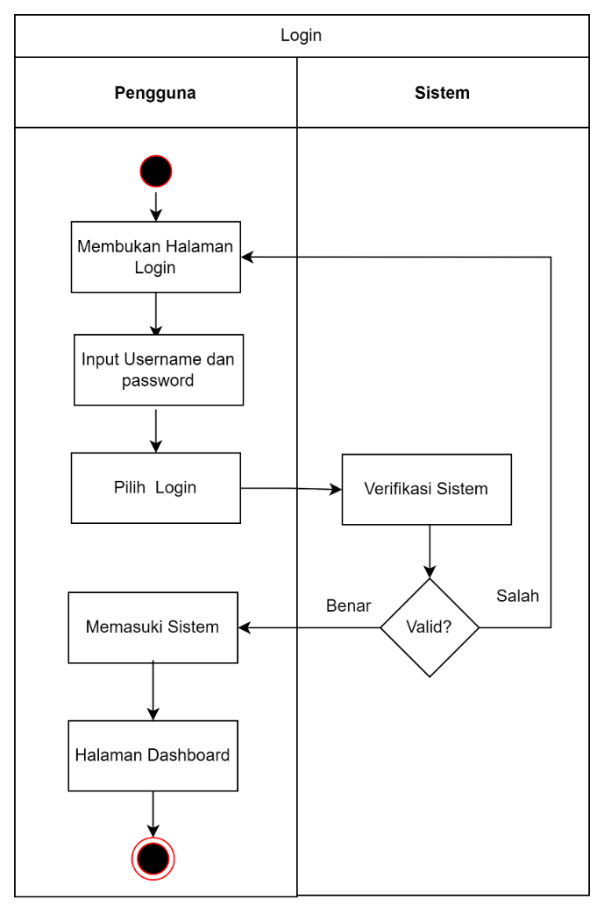 Login
Pengguna
Sistem
Membukan Halaman
Login
Input Username dan
password
Pilih Login
Verifikasi Sistem
Valid?
Benar
Salah
Memasuki Sistem
Halaman Dashboard